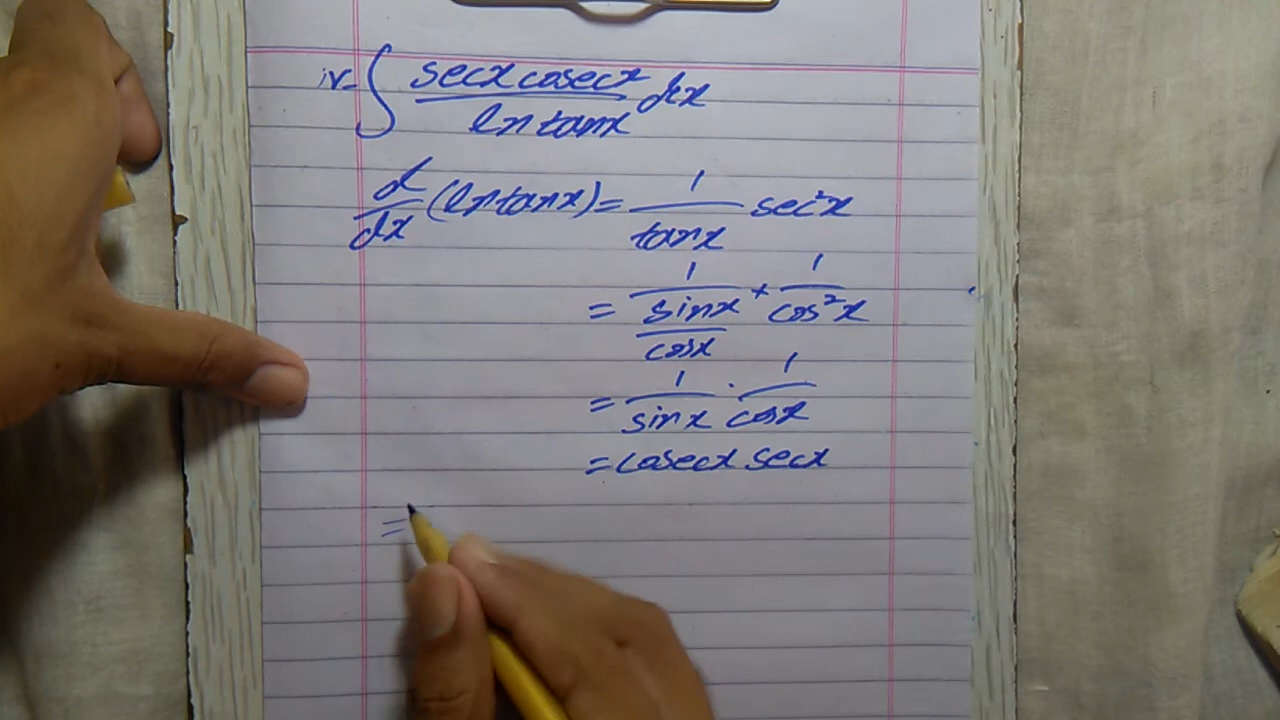 iv- ∫ secx cosecx / ln tanx dx
d/dx (ln tanx) = 1/tanx sec²x
= 1/(sinx/cosx) × 1/cos²x
= 1/sinx · 1/cosx
= cosecx secx
=